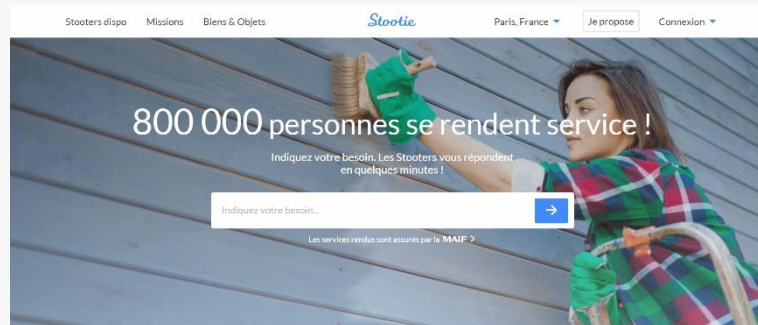 Stooters dispo Missions Biens & Objets Stootie Paris, France Je propose Connexion
800 000 personnes se rendent service !
Indiquez votre besoin. Les Stooters vous répondent
en quelques minutes !
Indiquez votre besoin...
Les services rendus sont assurés par la MAIF >